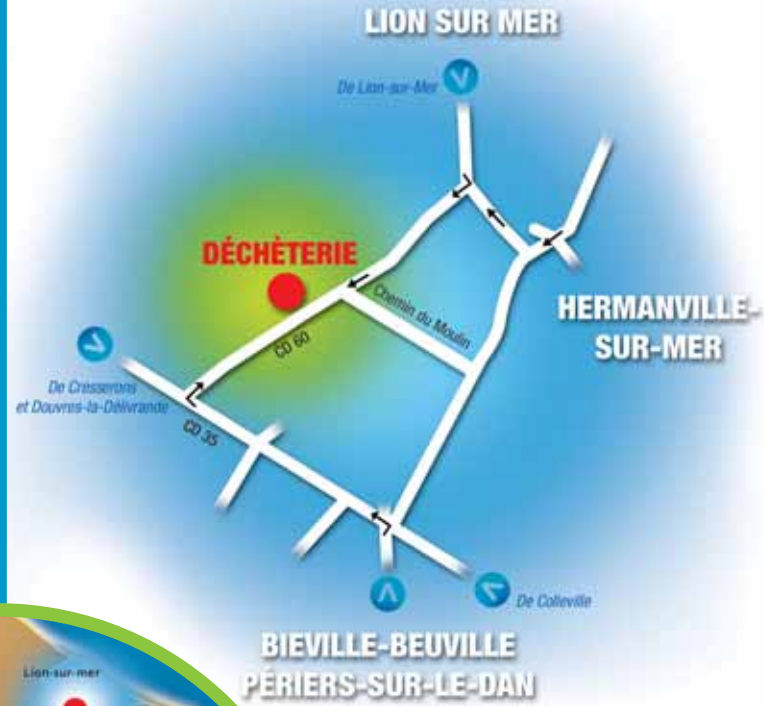 LION SUR MER
De Lion-sur-Mer
DÉCHÈTERIE
Chemin du Moulin
HERMANVILLE-
SUR-MER
CD 60
De Cresserons
et Douvres-la-Délivrande
CD 35
De Colleville
BIEVILLE-BEUVILLE
PÉRIERS-SUR-LE-DAN
Lion-sur-mer